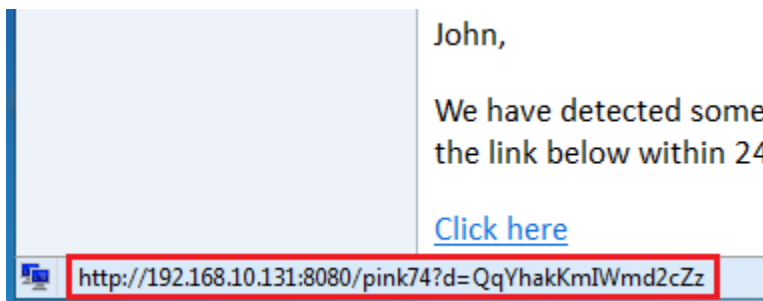 John,
We have detected some
the link below within 24
Click here
http://192.168.10.131:8080/pink74?d=QqYhakKmIWmd2cZz